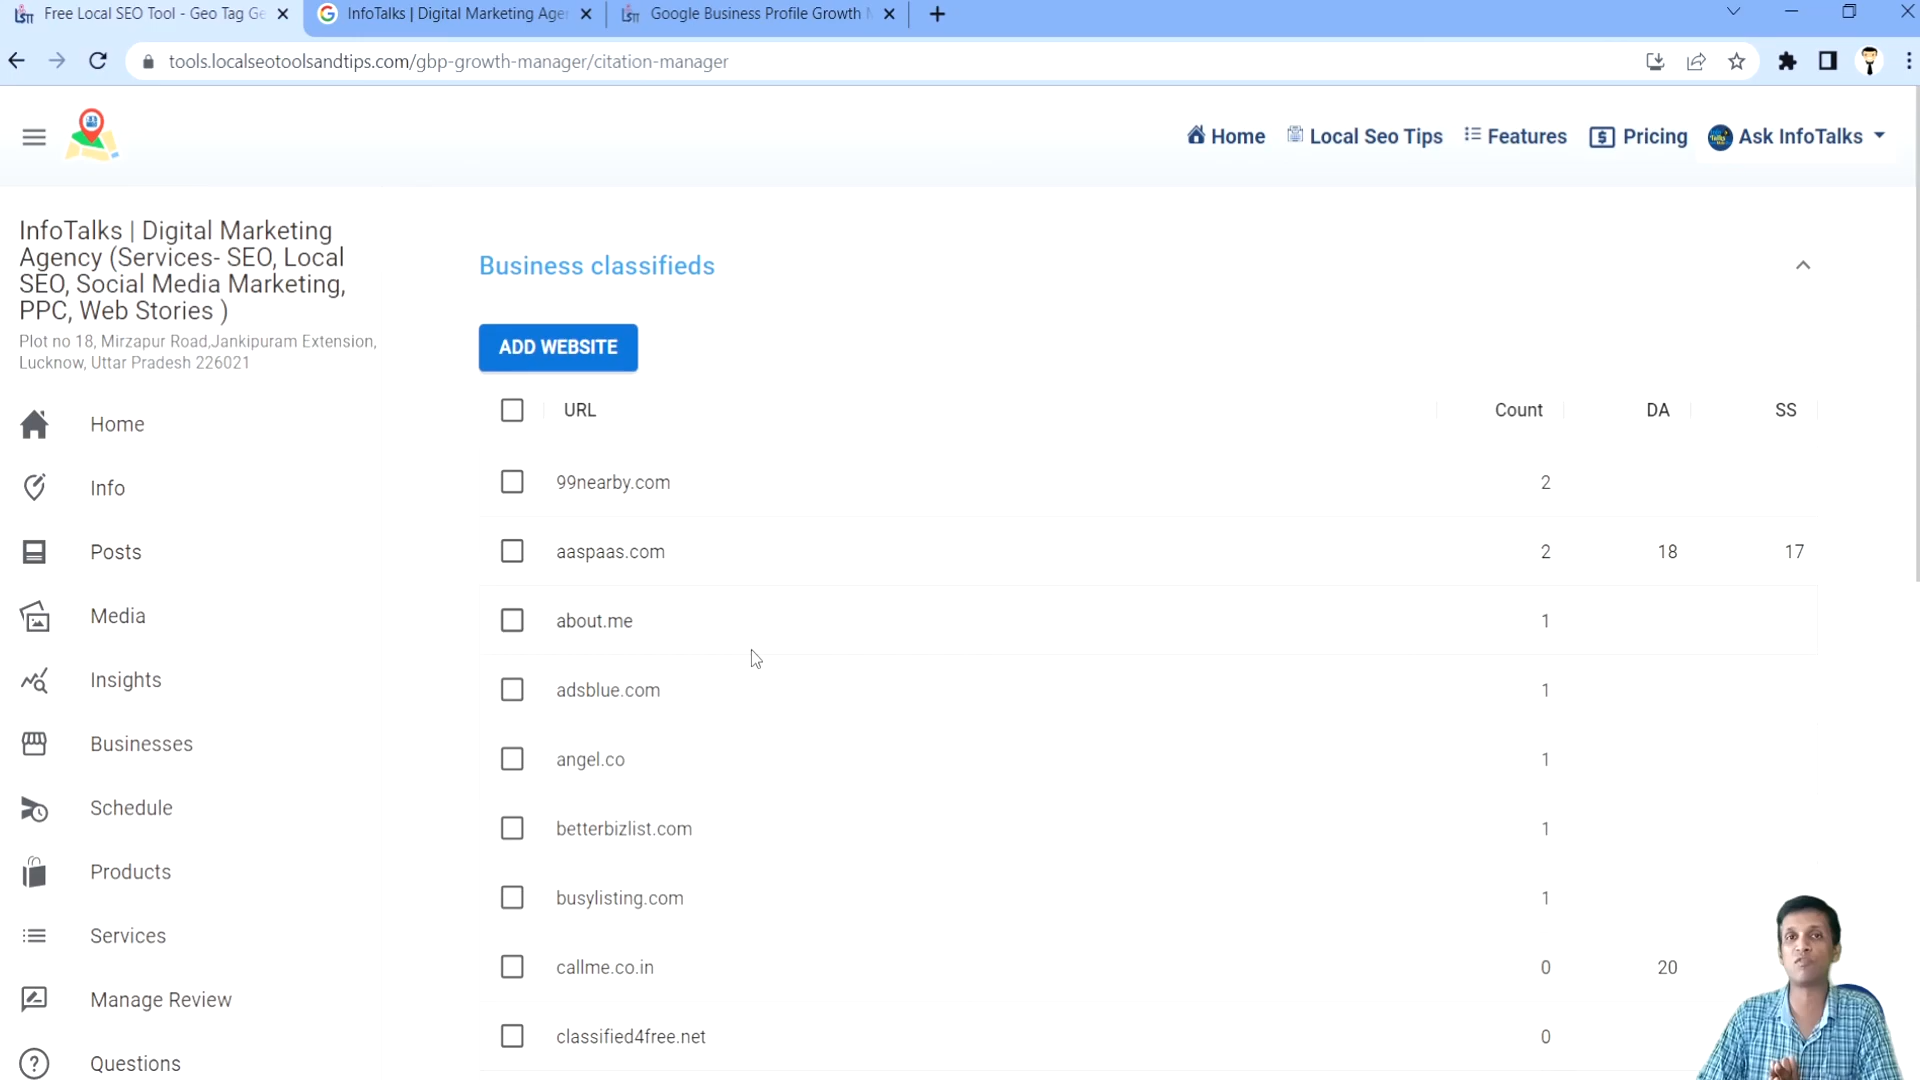 Free Local SEO Tool - Geo Tag Ge
InfoTalks | Digital Marketing Agen
Google Business Profile Growth M
tools.localseotoolsandtips.com/gbp-growth-manager/citation-manager
Home
Local Seo Tips
Features
Pricing
Ask InfoTalks
InfoTalks | Digital Marketing
Agency (Services- SEO, Local
SEO, Social Media Marketing,
PPC, Web Stories )
Plot no 18, Mirzapur Road,Jankipuram Extension,
Lucknow, Uttar Pradesh 226021
Home
Info
Posts
Media
Insights
Businesses
Schedule
Products
Services
Manage Review
Questions
Business classifieds
ADD WEBSITE
URL Count DA SS
99nearby.com 2
aaspaas.com 2 18 17
about.me 1
adsblue.com 1
angel.co 1
betterbizlist.com 1
busylisting.com 1
callme.co.in 0 20
classified4free.net 0